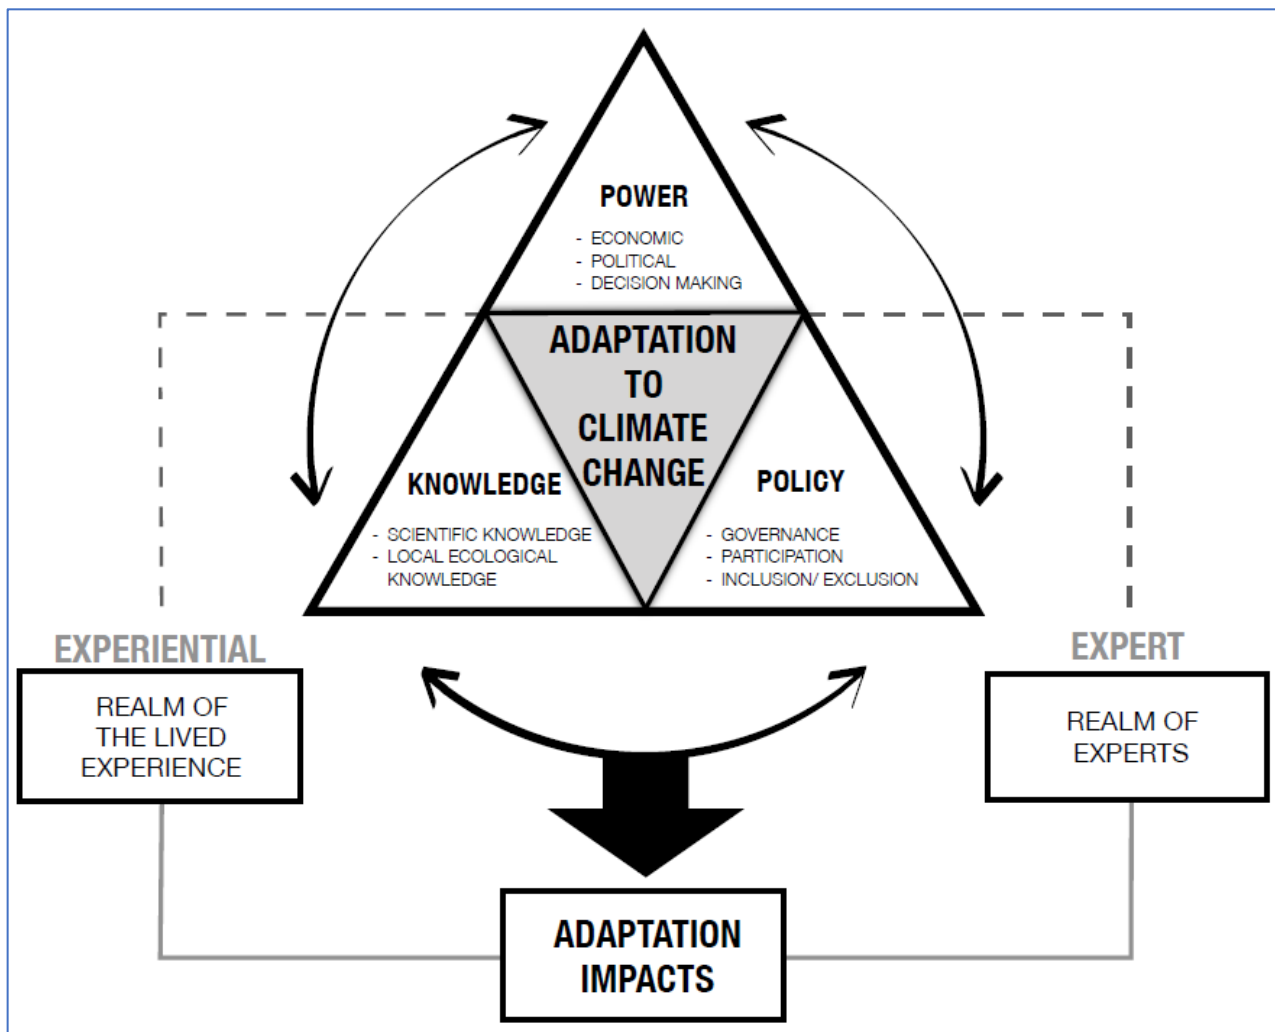 POWER
- ECONOMIC
- POLITICAL
- DECISION MAKING
ADAPTATION
TO
CLIMATE
CHANGE
KNOWLEDGE
- SCIENTIFIC KNOWLEDGE
- LOCAL ECOLOGICAL
KNOWLEDGE
POLICY
- GOVERNANCE
- PARTICIPATION
- INCLUSION/ EXCLUSION
EXPERIENTIAL
REALM OF
THE LIVED
EXPERIENCE
EXPERT
REALM OF
EXPERTS
ADAPTATION
IMPACTS